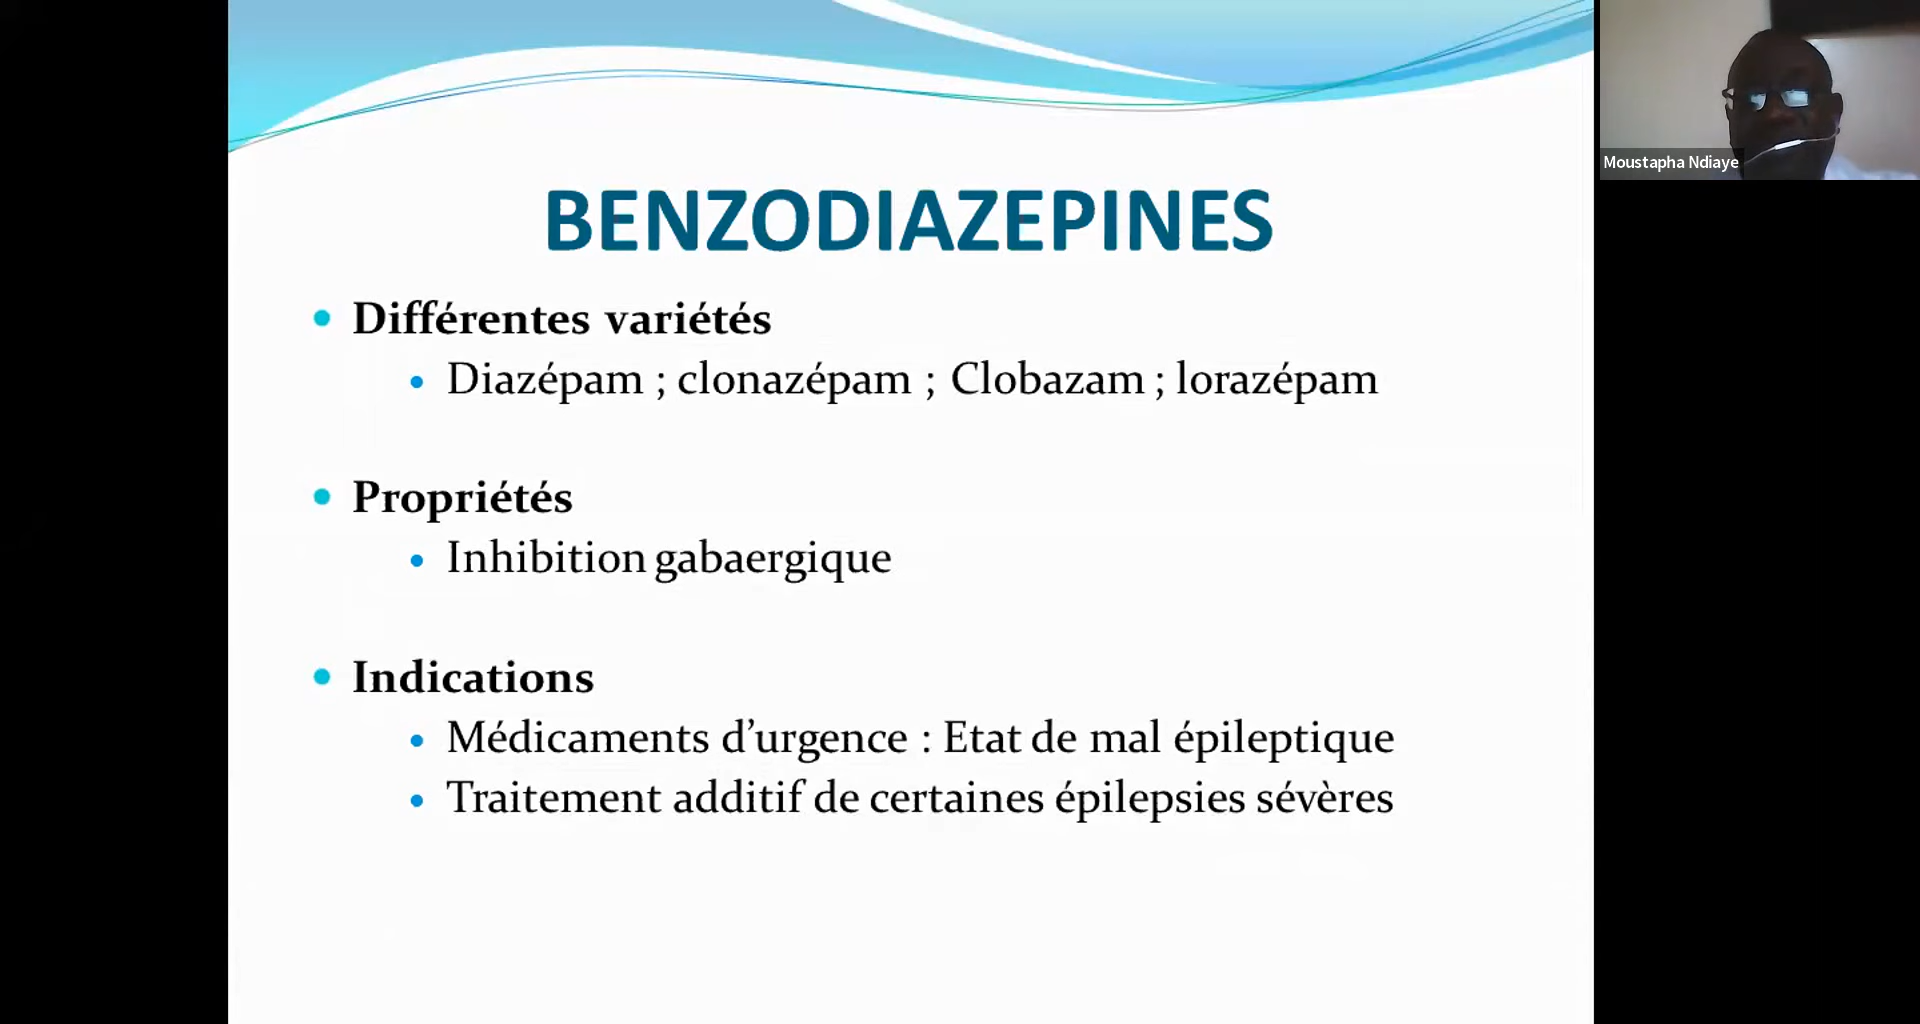 BENZODIAZEPINES
• Différentes variétés
• Diazépam ; clonazépam ; Clobazam ; lorazépam
• Propriétés
• Inhibition gabaergique
• Indications
• Médicaments d’urgence : Etat de mal épileptique
• Traitement additif de certaines épilepsies sévères
Moustapha Ndiaye